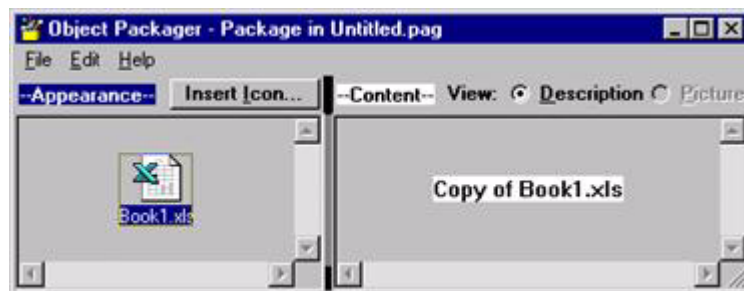 Object Packager - Package in Untitled.pag
File Edit Help
--Appearance-- Insert Icon... --Content-- View: Description Picture
Book1.xls
Copy of Book1.xls